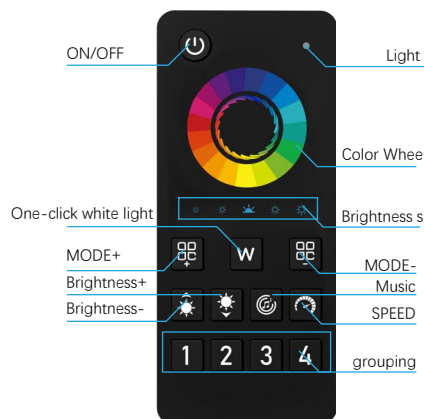 ON/OFF
Light
Color Whee
One-click white light
Brightness s
MODE+
W
MODE-
Brightness+
Music
Brightness-
SPEED
1 2 3 4
grouping